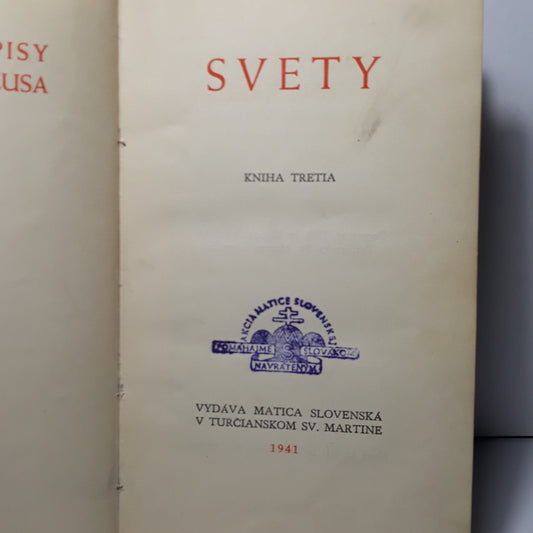 PISY
USA
SVETY
KNIHA TRETIA
AKCIA MATICE SLOVENSKEJ
POMÁHAJME SLOVÁKOM
NAVRÁTENÝM
VYDÁVA MATICA SLOVENSKÁ
V TURČIANSKOM SV. MARTINE
1941